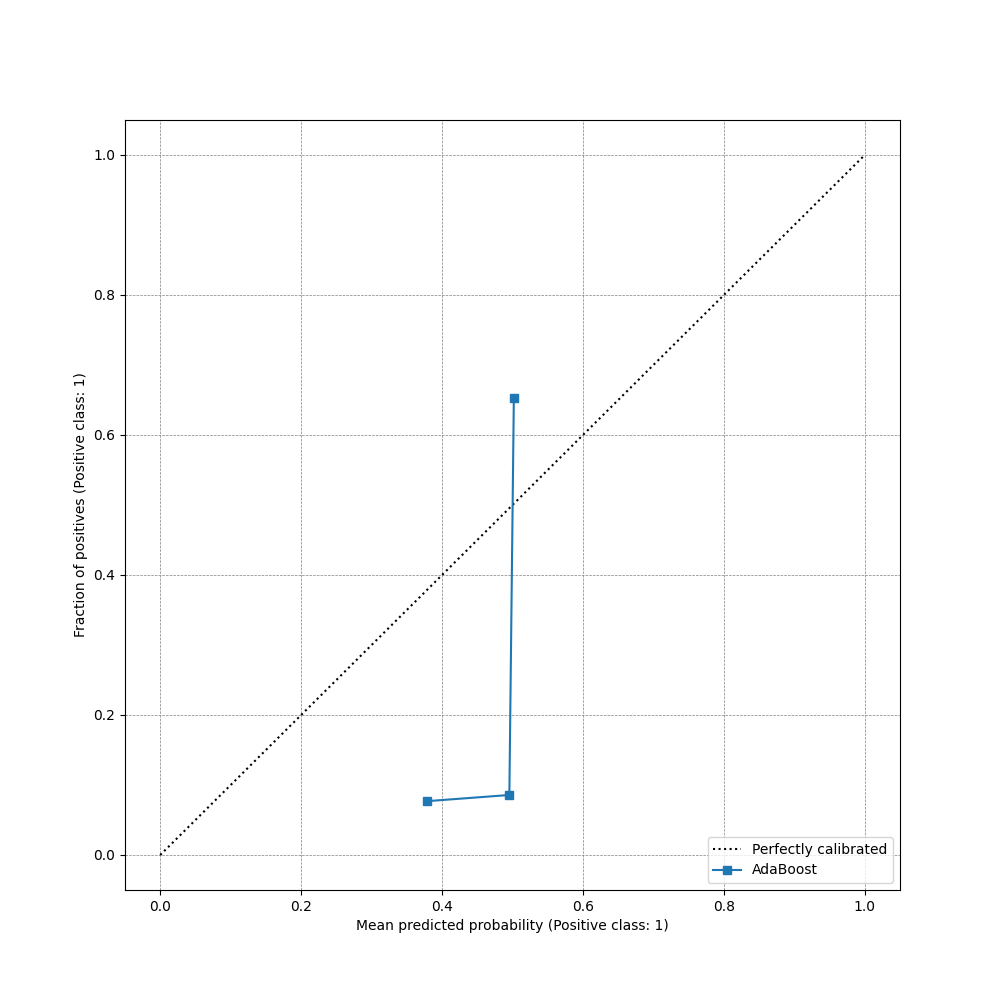 1.0
0.8
0.6
0.4
0.2
0.0
Fraction of positives (Positive class: 1)
0.0 0.2 0.4 0.6 0.8 1.0
Mean predicted probability (Positive class: 1)
Perfectly calibrated
AdaBoost